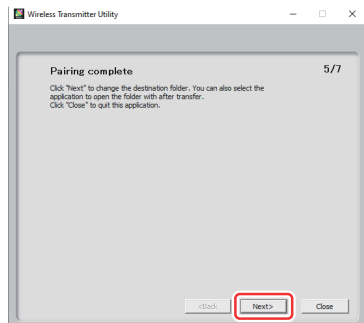 Wireless Transmitter Utility
Pairing complete 5/7
Click "Next" to change the destination folder. You can also select the
application to open the folder with after transfer.
Click "Close" to quit this application.
<Back Next> Close